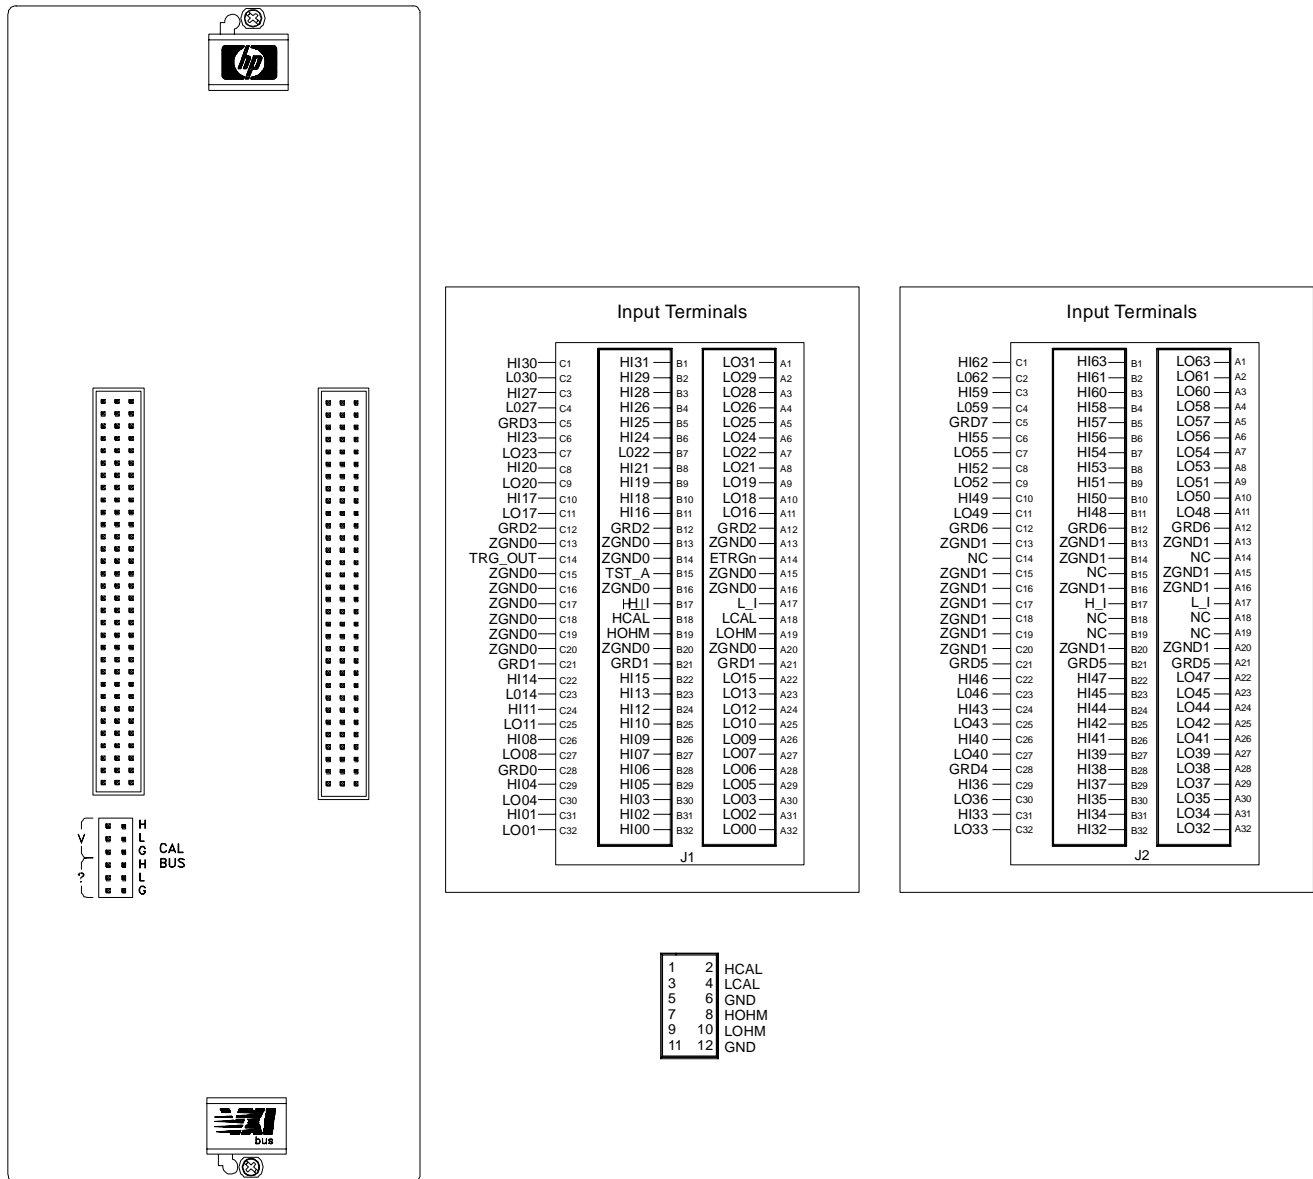 hp
Input Terminals
HI30 C1 HI31 B1 LO31 A1
L030 C2 HI29 B2 LO29 A2
HI27 C3 HI28 B3 LO28 A3
L027 C4 HI26 B4 LO26 A4
GRD3 C5 HI25 B5 LO25 A5
HI23 C6 HI24 B6 LO24 A6
LO23 C7 L022 B7 LO22 A7
HI20 C8 HI21 B8 LO21 A8
LO20 C9 HI19 B9 LO19 A9
HI17 C10 HI18 B10 LO18 A10
LO17 C11 HI16 B11 LO16 A11
GRD2 C12 GRD2 B12 GRD2 A12
ZGND0 C13 ZGND0 B13 ZGND0 A13
TRG_OUT C14 ZGND0 B14 ETRGn A14
ZGND0 C15 TST_A B15 ZGND0 A15
ZGND0 C16 ZGND0 B16 ZGND0 A16
ZGND0 C17 H_I B17 L_I A17
ZGND0 C18 HCAL B18 LCAL A18
ZGND0 C19 HOHM B19 LOHM A19
ZGND0 C20 ZGND0 B20 ZGND0 A20
GRD1 C21 GRD1 B21 GRD1 A21
HI14 C22 HI15 B22 LO15 A22
L014 C23 HI13 B23 LO13 A23
HI11 C24 HI12 B24 LO12 A24
LO11 C25 HI10 B25 LO10 A25
HI08 C26 HI09 B26 LO09 A26
LO08 C27 HI07 B27 LO07 A27
GRD0 C28 HI06 B28 LO06 A28
HI04 C29 HI05 B29 LO05 A29
LO04 C30 HI03 B30 LO03 A30
HI01 C31 HI02 B31 LO02 A31
LO01 C32 HI00 B32 LO00 A32
J1
Input Terminals
HI62 C1 HI63 B1 LO63 A1
L062 C2 HI61 B2 LO61 A2
HI59 C3 HI60 B3 LO60 A3
L059 C4 HI58 B4 LO58 A4
GRD7 C5 HI57 B5 LO57 A5
HI55 C6 HI56 B6 LO56 A6
LO55 C7 HI54 B7 LO54 A7
HI52 C8 HI53 B8 LO53 A8
LO52 C9 HI51 B9 LO51 A9
HI49 C10 HI50 B10 LO50 A10
LO49 C11 HI48 B11 LO48 A11
GRD6 C12 GRD6 B12 GRD6 A12
ZGND1 C13 ZGND1 B13 ZGND1 A13
NC C14 ZGND1 B14 NC A14
ZGND1 C15 NC B15 ZGND1 A15
ZGND1 C16 ZGND1 B16 ZGND1 A16
ZGND1 C17 H_I B17 L_I A17
ZGND1 C18 NC B18 NC A18
ZGND1 C19 NC B19 NC A19
ZGND1 C20 ZGND1 B20 ZGND1 A20
GRD5 C21 GRD5 B21 GRD5 A21
HI46 C22 HI47 B22 LO47 A22
L046 C23 HI45 B23 LO45 A23
HI43 C24 HI44 B24 LO44 A24
LO43 C25 HI42 B25 LO42 A25
HI40 C26 HI41 B26 LO41 A26
LO40 C27 HI39 B27 LO39 A27
GRD4 C28 HI38 B28 LO38 A28
HI36 C29 HI37 B29 LO37 A29
LO36 C30 HI35 B30 LO35 A30
HI33 C31 HI34 B31 LO34 A31
LO33 C32 HI32 B32 LO32 A32
J2
V H
L
G
? H
L
G
CAL
BUS
1 2 HCAL
3 4 LCAL
5 6 GND
7 8 HOHM
9 10 LOHM
11 12 GND
VXI
bus